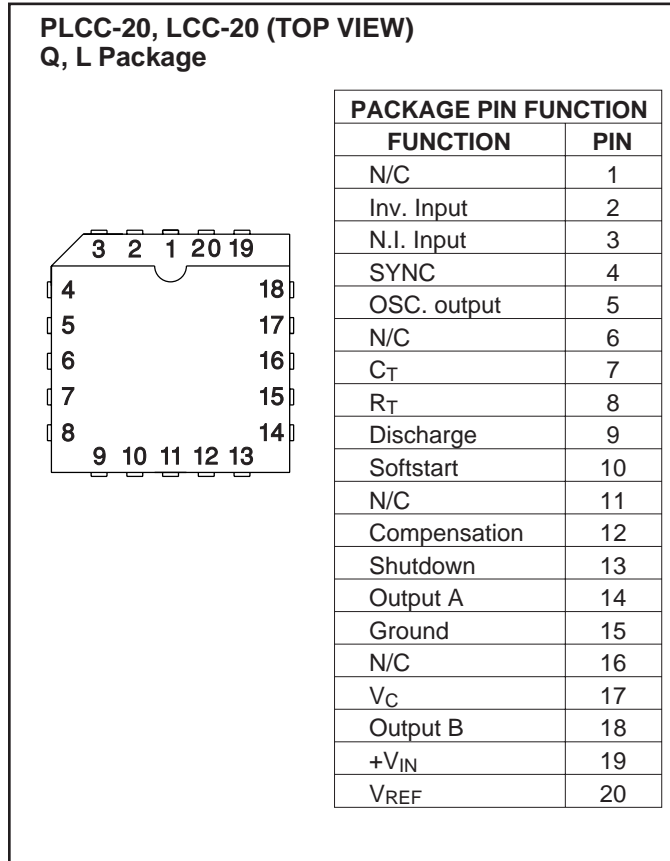 PLCC-20, LCC-20 (TOP VIEW)
Q, L Package
3 2 1 20 19
4 18
5 17
6 16
7 15
8 14
9 10 11 12 13
PACKAGE PIN FUNCTION
FUNCTION PIN
N/C 1
Inv. Input 2
N.I. Input 3
SYNC 4
OSC. output 5
N/C 6
CT 7
RT 8
Discharge 9
Softstart 10
N/C 11
Compensation 12
Shutdown 13
Output A 14
Ground 15
N/C 16
VC 17
Output B 18
+VIN 19
VREF 20